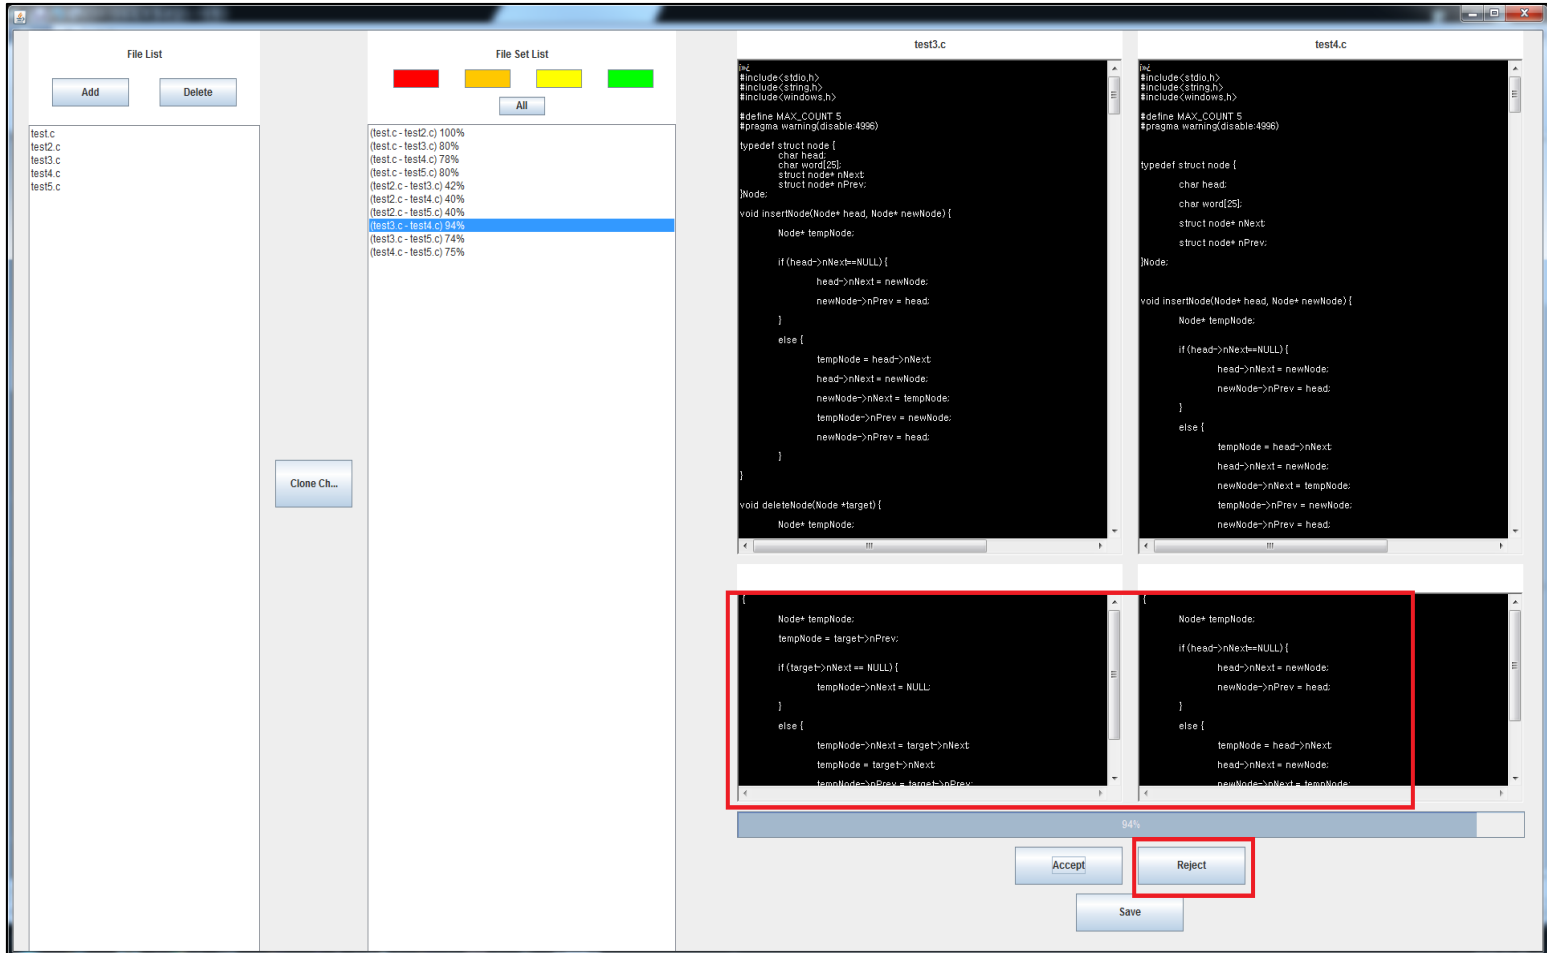 File List
Add
Delete
test.c
test2.c
test3.c
test4.c
test5.c
Clone Ch...
File Set List
All
(test.c - test2.c) 100%
(test.c - test3.c) 80%
(test.c - test4.c) 78%
(test.c - test5.c) 80%
(test2.c - test3.c) 42%
(test2.c - test4.c) 40%
(test2.c - test5.c) 40%
(test3.c - test4.c) 94%
(test3.c - test5.c) 74%
(test4.c - test5.c) 75%
test3.c
#include<stdio,h>
#include<string,h>
#include<windows,h>
#define MAX_COUNT 5
#pragma warning(disable:4996)
typedef struct node {
char head;
char word[25];
struct node* nNext;
struct node* nPrev;
}Node;
void insertNode(Node* head, Node* newNode) {
Node* tempNode;
if (head->nNext==NULL) {
head->nNext = newNode;
newNode->nPrev = head;
}
else {
tempNode = head->nNext;
head->nNext = newNode;
newNode->nNext = tempNode;
tempNode->nPrev = newNode;
newNode->nPrev = head;
}
}
void deleteNode(Node *target) {
Node* tempNode;
test4.c
#include<stdio,h>
#include<string,h>
#include<windows,h>
#define MAX_COUNT 5
#pragma warning(disable:4996)
typedef struct node {
char head;
char word[25];
struct node* nNext;
struct node* nPrev;
}Node;
void insertNode(Node* head, Node* newNode) {
Node* tempNode;
if (head->nNext==NULL) {
head->nNext = newNode;
newNode->nPrev = head;
}
else {
tempNode = head->nNext;
head->nNext = newNode;
newNode->nNext = tempNode;
tempNode->nPrev = newNode;
newNode->nPrev = head;
{
Node* tempNode;
tempNode = target->nPrev;
if (target->nNext == NULL) {
tempNode->nNext = NULL;
}
else {
tempNode->nNext = target->nNext;
tempNode = target->nNext;
tempNode->nPrev = target->nPrev;
{
Node* tempNode;
if (head->nNext==NULL) {
head->nNext = newNode;
newNode->nPrev = head;
}
else {
tempNode = head->nNext;
head->nNext = newNode;
newNode->nNext = tempNode;
94%
Accept
Reject
Save